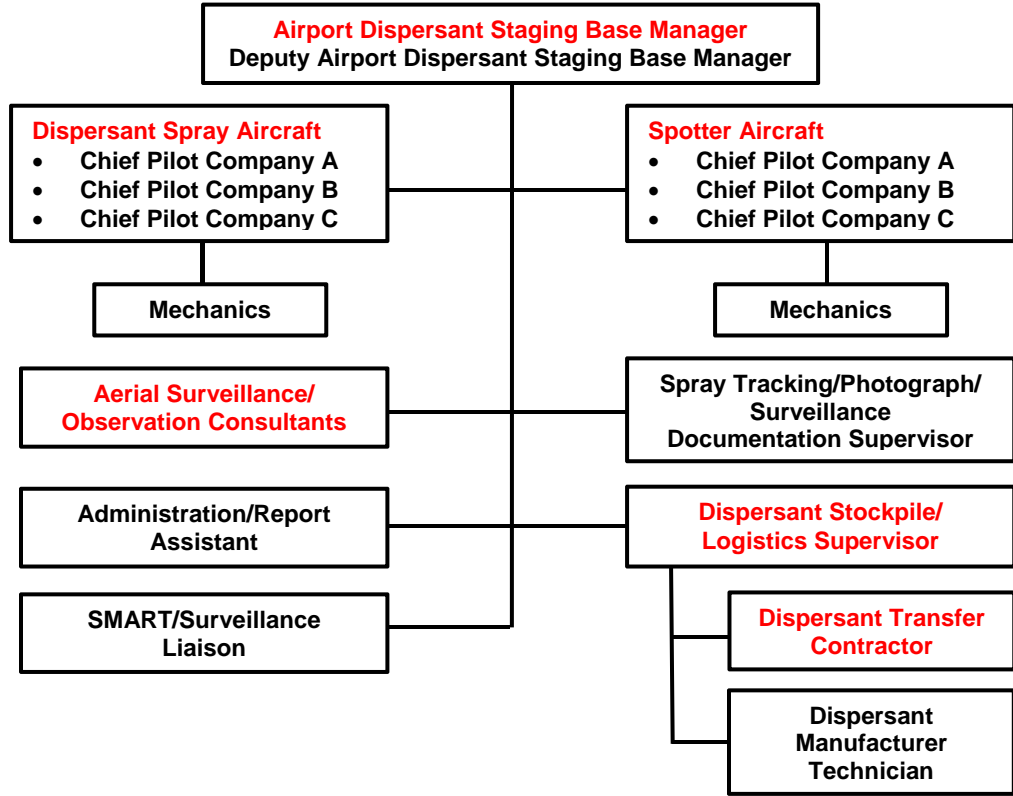 Airport Dispersant Staging Base Manager
Deputy Airport Dispersant Staging Base Manager
Dispersant Spray Aircraft
• Chief Pilot Company A
• Chief Pilot Company B
• Chief Pilot Company C
Spotter Aircraft
• Chief Pilot Company A
• Chief Pilot Company B
• Chief Pilot Company C
Mechanics
Mechanics
Aerial Surveillance/
Observation Consultants
Spray Tracking/Photograph/
Surveillance
Documentation Supervisor
Administration/Report
Assistant
Dispersant Stockpile/
Logistics Supervisor
SMART/Surveillance
Liaison
Dispersant Transfer
Contractor
Dispersant
Manufacturer
Technician